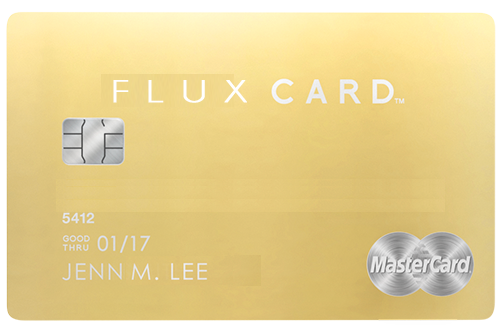 FLUX CARD™
5412
GOOD
THRU 01/17
JENN M. LEE
MasterCard